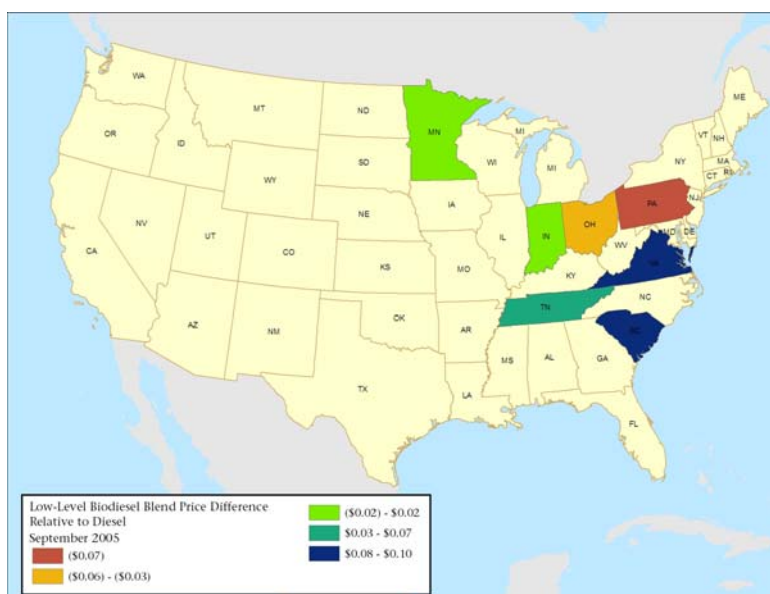 WA
MT
ND
MN
ME
OR
ID
SD
WI
MI
MI
NY
VT
NH
MA
CT
RI
WY
IA
NE
PA
NJ
NV
UT
CO
IL
IN
OH
WV
MD
DE
VA
CA
KS
MO
KY
NC
TN
AZ
NM
OK
AR
SC
MS
AL
GA
TX
LA
FL
Low-Level Biodiesel Blend Price Difference
Relative to Diesel
September 2005
($0.07)
($0.06) - ($0.03)
($0.02) - $0.02
$0.03 - $0.07
$0.08 - $0.10